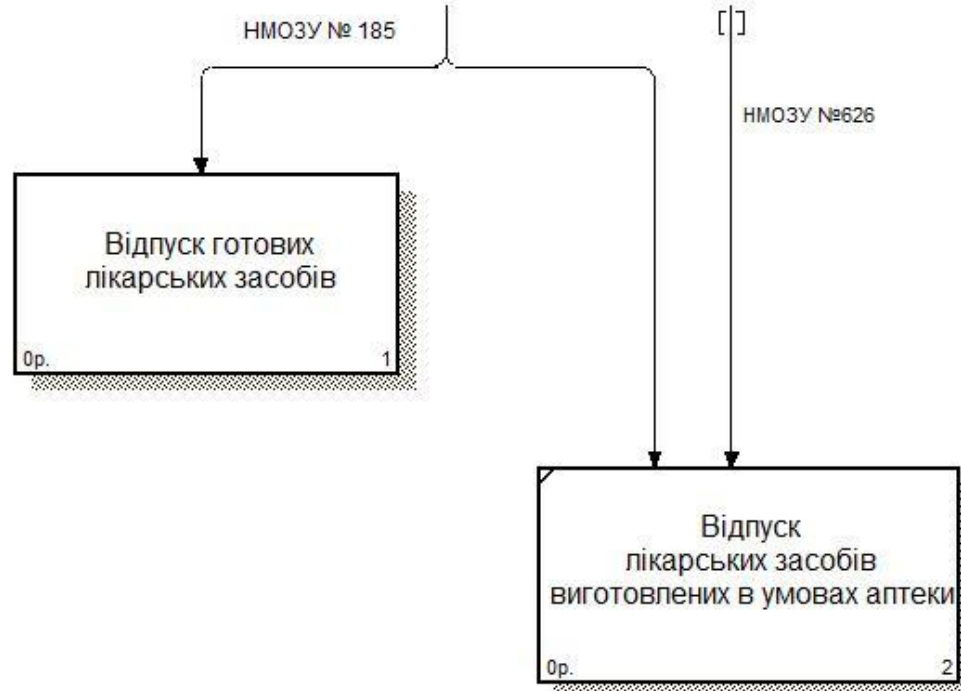 НМОЗУ № 185
[ ]
НМОЗУ №626
Відпуск готових
лікарських засобів
0р. 1
Відпуск
лікарських засобів
виготовлених в умовах аптеки
0р. 2